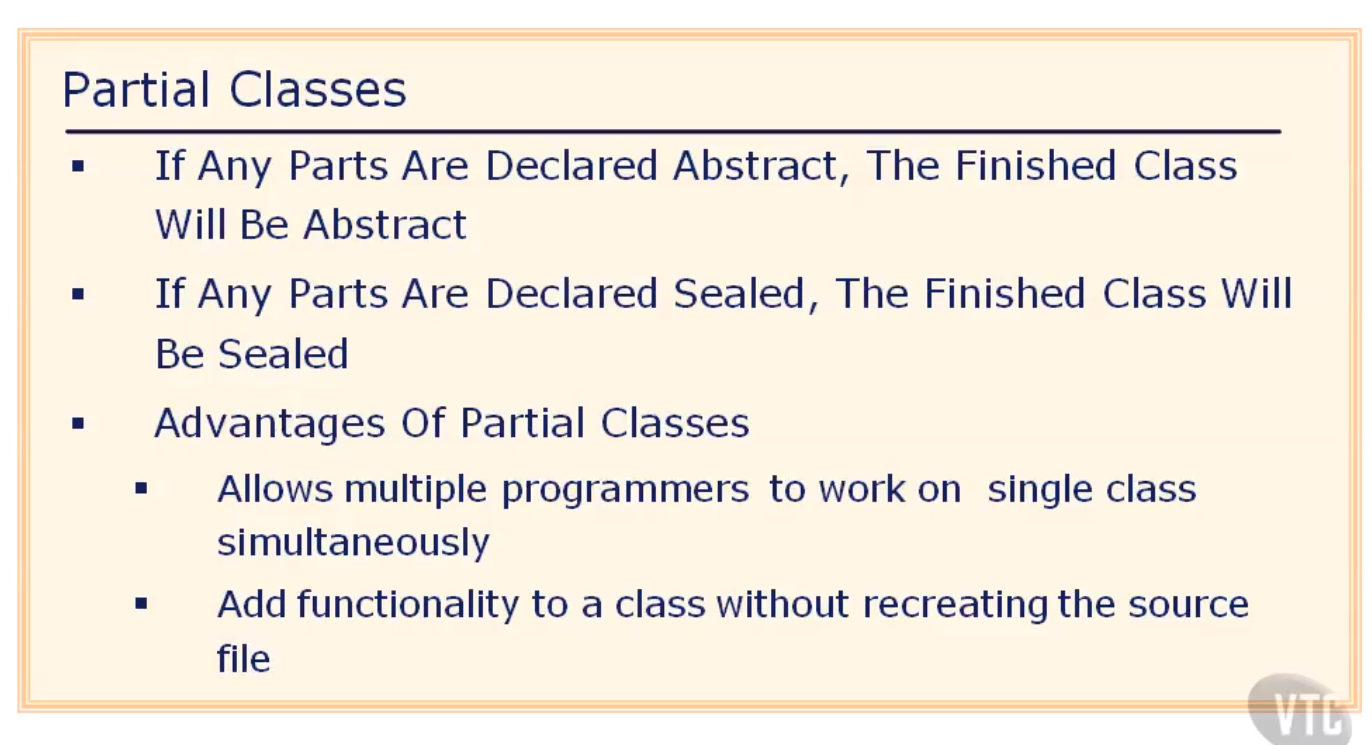 Partial Classes
▪ If Any Parts Are Declared Abstract, The Finished Class
Will Be Abstract
▪ If Any Parts Are Declared Sealed, The Finished Class Will
Be Sealed
▪ Advantages Of Partial Classes
▪ Allows multiple programmers to work on single class
simultaneously
▪ Add functionality to a class without recreating the source
file
VTC